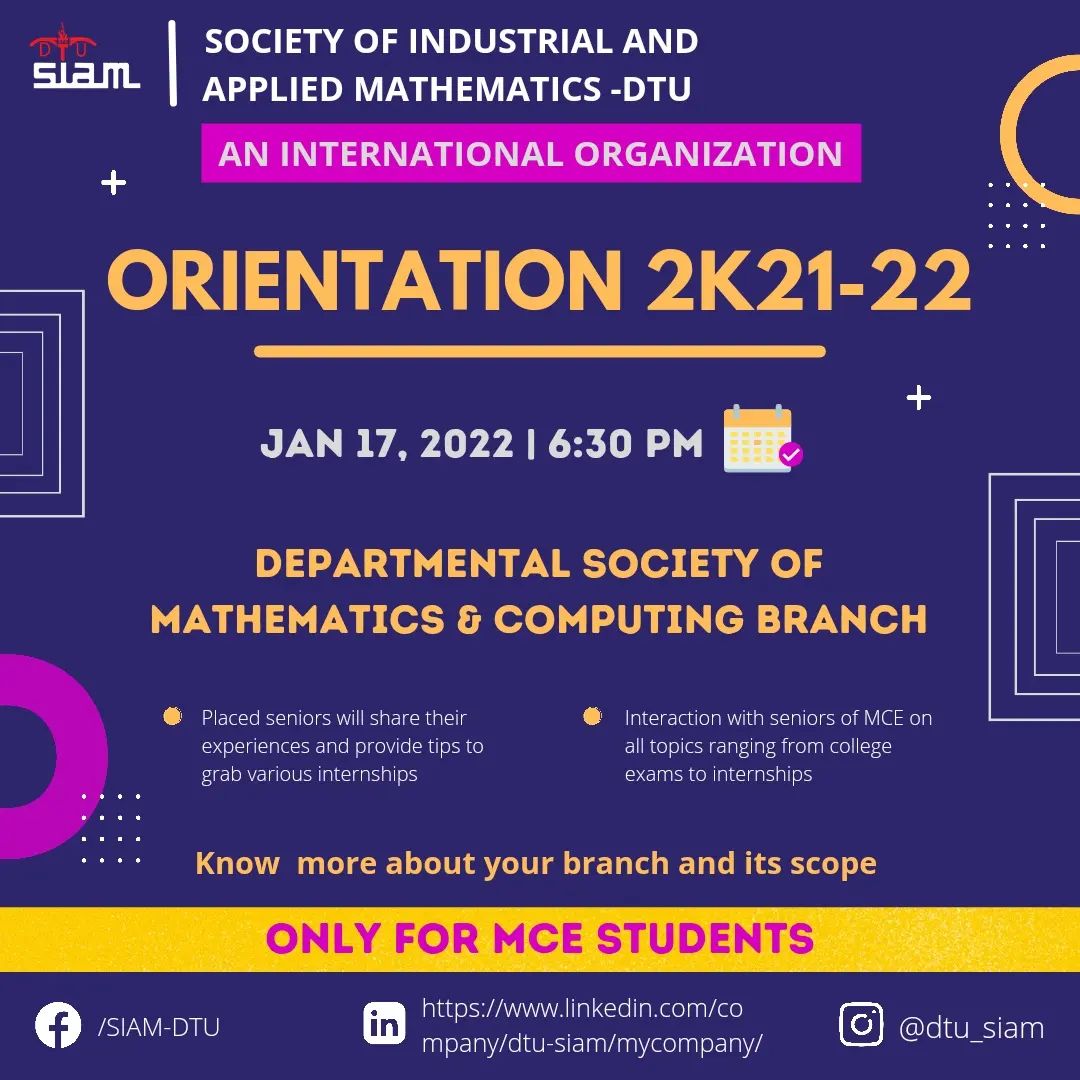 DTU
siam
SOCIETY OF INDUSTRIAL AND
APPLIED MATHEMATICS -DTU
AN INTERNATIONAL ORGANIZATION
ORIENTATION 2K21-22
JAN 17, 2022 | 6:30 PM
DEPARTMENTAL SOCIETY OF
MATHEMATICS & COMPUTING BRANCH
Placed seniors will share their
experiences and provide tips to
grab various internships
Interaction with seniors of MCE on
all topics ranging from college
exams to internships
Know  more about your branch and its scope
ONLY FOR MCE STUDENTS
/SIAM-DTU
https://www.linkedin.com/co
mpany/dtu-siam/mycompany/
@dtu_siam